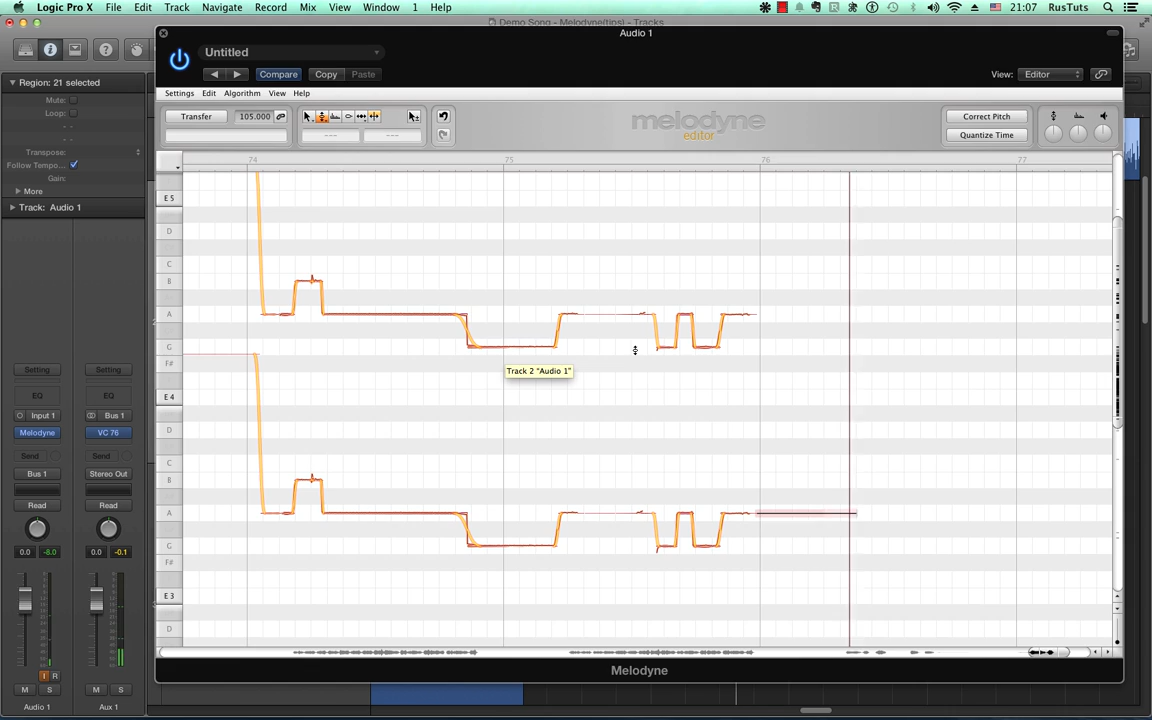 Logic Pro X File Edit Track Navigate Record Mix View Window 1 Help 21:07 RusTuts
Demo Song - Melodyne(tips) - Tracks
Audio 1
Untitled
Compare Copy Paste View: Editor
Settings Edit Algorithm View Help
Transfer 105.000 melodyne Correct Pitch
editor Quantize Time
--- ---
74 75 76 77
Region: 21 selected
Mute:
Loop:
- -
- -
Transpose:
Follow Tempo...
Gain:
More
Track: Audio 1
E 5
D
C
B
A
G
F#
E 4
D
C
B
A
G
F#
E 3
D
Track 2 "Audio 1"
Setting Setting
EQ EQ
Input 1 Bus 1
Melodyne VC 76
Send Send
Bus 1 Stereo Out
Read Read
0.0 -8.0 0.0 -0.1
I R
M S M S
Audio 1 Aux 1
Melodyne